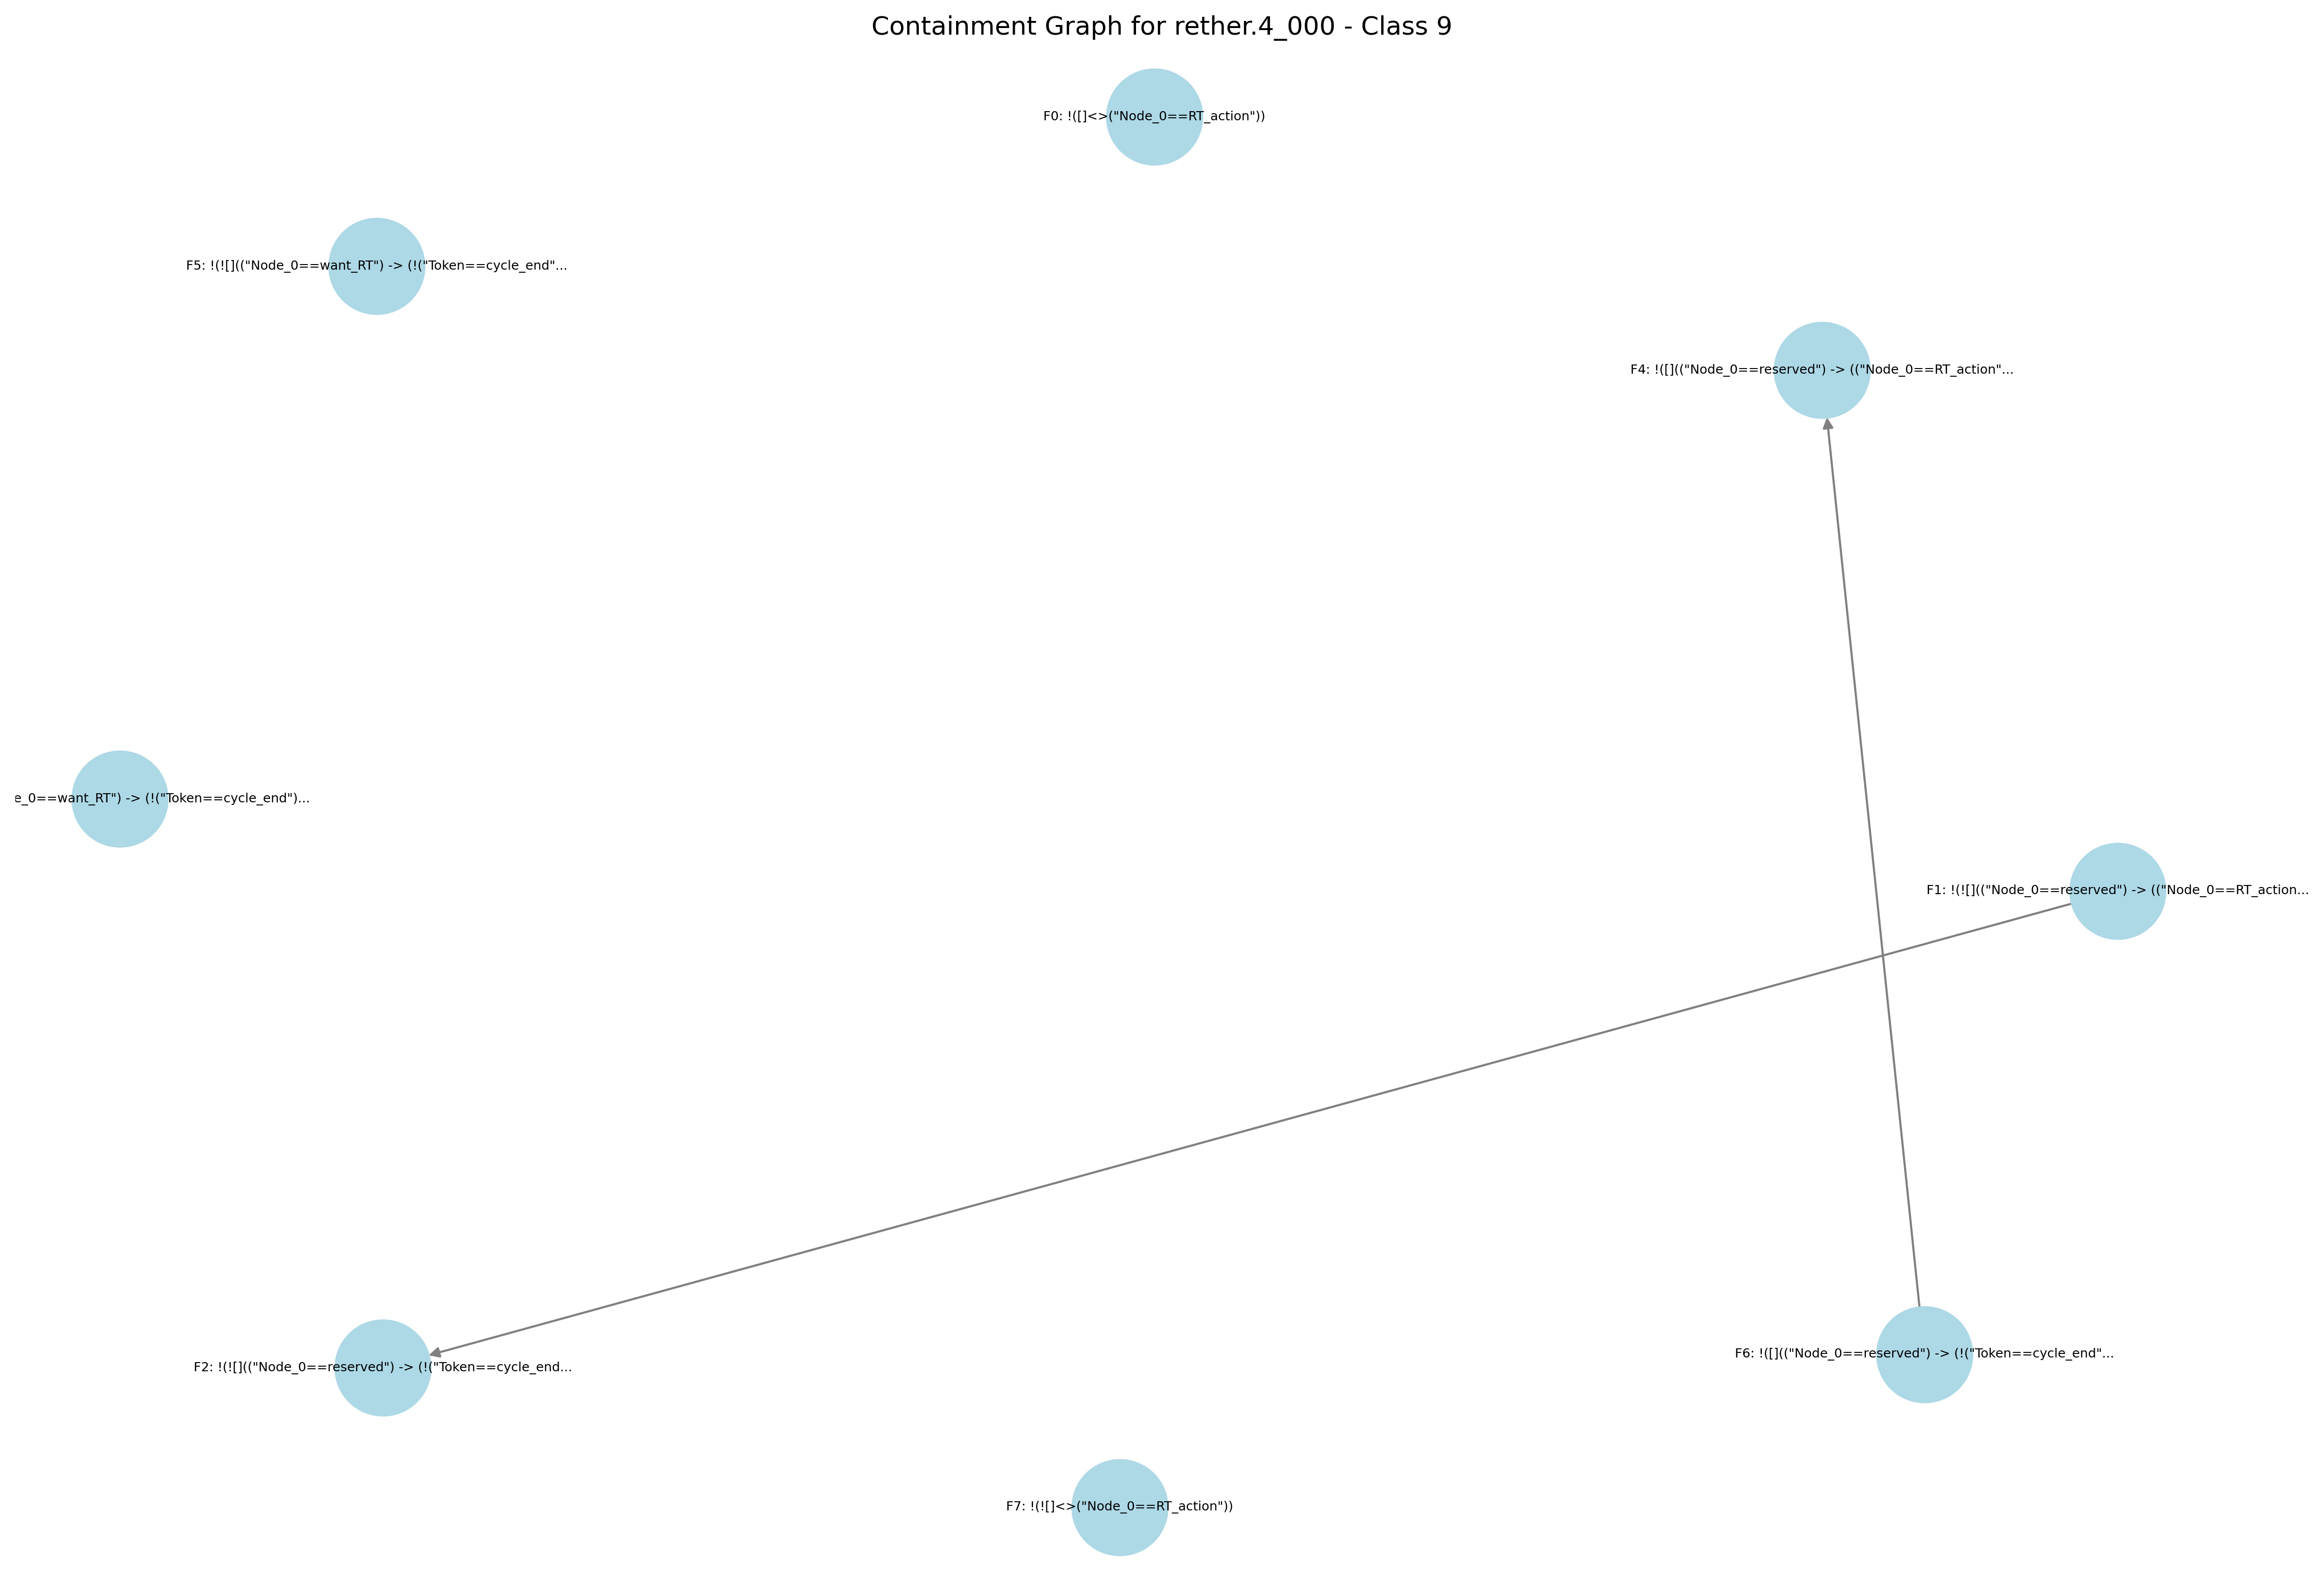 Containment Graph for rether.4_000 - Class 9
F0: !([]<>("Node_0==RT_action"))
F5: !(![](("Node_0==want_RT") -> (!("Token==cycle_end"...
F4: !([](("Node_0==reserved") -> (("Node_0==RT_action"...
e_0==want_RT") -> (!("Token==cycle_end")...
F1: !(![](("Node_0==reserved") -> (("Node_0==RT_action...
F6: !([](("Node_0==reserved") -> (!("Token==cycle_end"...
F2: !(![](("Node_0==reserved") -> (!("Token==cycle_end...
F7: !(![]<>("Node_0==RT_action"))